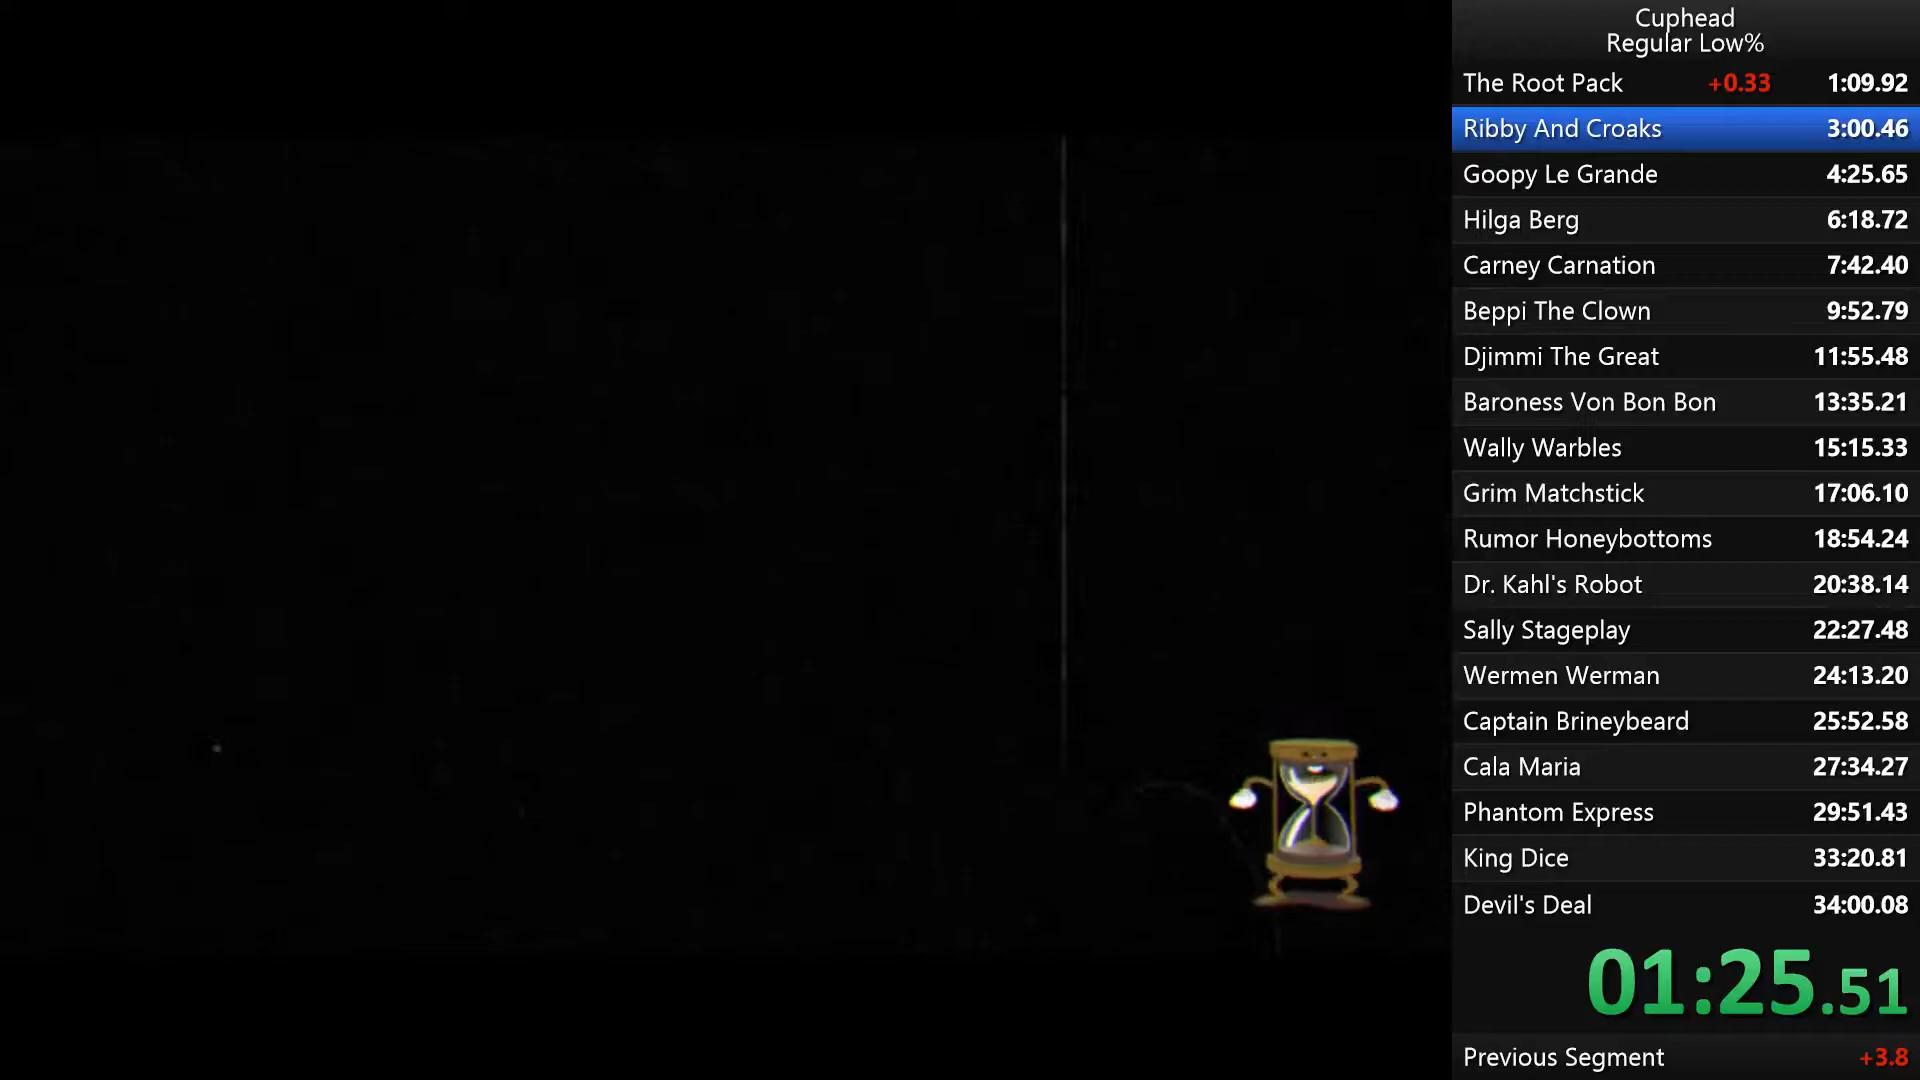 Cuphead
Regular Low%
The Root Pack +0.33 1:09.92
Ribby And Croaks 3:00.46
Goopy Le Grande 4:25.65
Hilga Berg 6:18.72
Carney Carnation 7:42.40
Beppi The Clown 9:52.79
Djimmi The Great 11:55.48
Baroness Von Bon Bon 13:35.21
Wally Warbles 15:15.33
Grim Matchstick 17:06.10
Rumor Honeybottoms 18:54.24
Dr. Kahl's Robot 20:38.14
Sally Stageplay 22:27.48
Wermen Werman 24:13.20
Captain Brineybeard 25:52.58
Cala Maria 27:34.27
Phantom Express 29:51.43
King Dice 33:20.81
Devil's Deal 34:00.08
01:25.51
Previous Segment +3.8